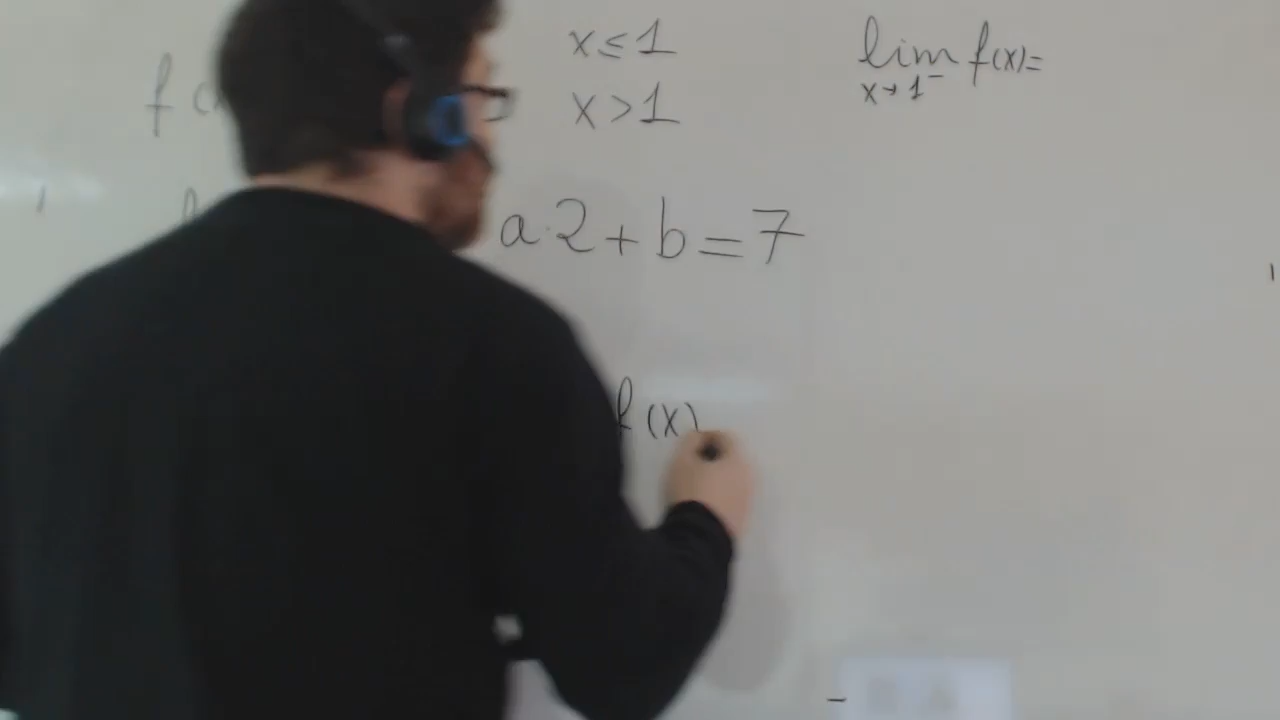 x ≤ 1
x > 1
lim f(x) =
x→1⁻
a·2 + b = 7
f(x)